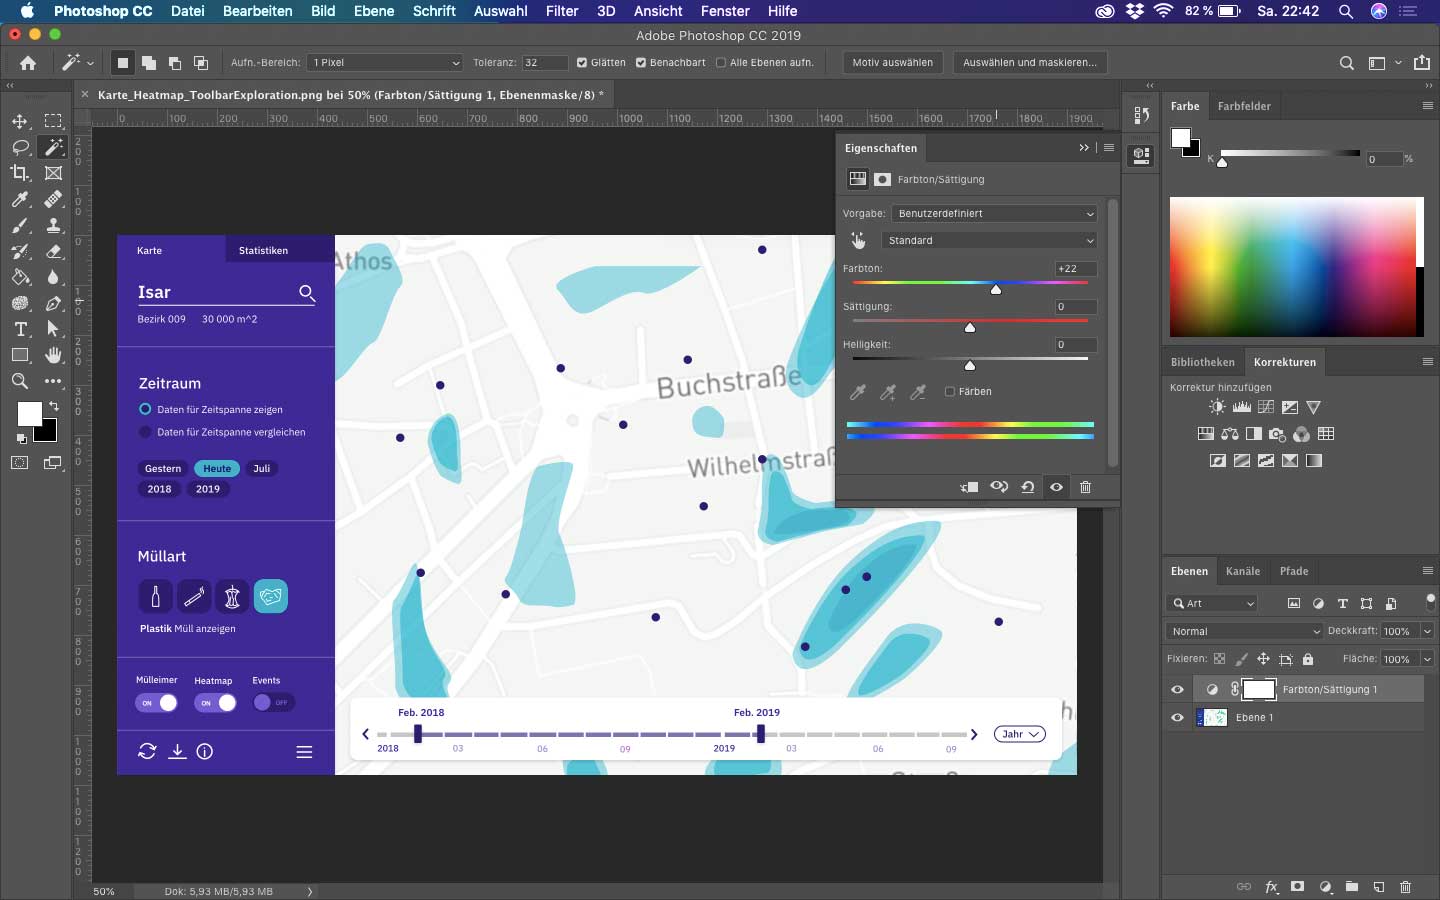 Photoshop CC Datei Bearbeiten Bild Ebene Schrift Auswahl Filter 3D Ansicht Fenster Hilfe 82 % Sa. 22:42
Adobe Photoshop CC 2019
Aufn.-Bereich: 1 Pixel Toleranz: 32 Glätten Benachbart Alle Ebenen aufn. Motiv auswählen Auswählen und maskieren...
Karte_Heatmap_ToolbarExploration.png bei 50% (Farbton/Sättigung 1, Ebenenmaske/8) *
0 100 200 300 400 500 600 700 800 900 1000 1100 1200 1300 1400 1500 1600 1700 1800 1900
Eigenschaften
Farbton/Sättigung
Vorgabe: Benutzerdefiniert
Standard
Farbton: +22
Sättigung: 0
Helligkeit: 0
Färben
Farbe Farbfelder
K 0 %
Bibliotheken Korrekturen
Korrektur hinzufügen
Ebenen Kanäle Pfade
Art
Normal Deckkraft: 100%
Fixieren: Fläche: 100%
Farbton/Sättigung 1
Ebene 1
Karte Statistiken
Isar
Bezirk 009 30 000 m^2
Zeitraum
Daten für Zeitspanne zeigen
Daten für Zeitspanne vergleichen
Gestern Heute Juli
2018 2019
Müllart
Plastik Müll anzeigen
Mülleimer Heatmap Events
ON ON OFF
Athos
Buchstraße
Wilhelmstraß
Feb. 2018 Feb. 2019
2018 03 06 09 2019 03 06 09
Jahr
50% Dok: 5,93 MB/5,93 MB